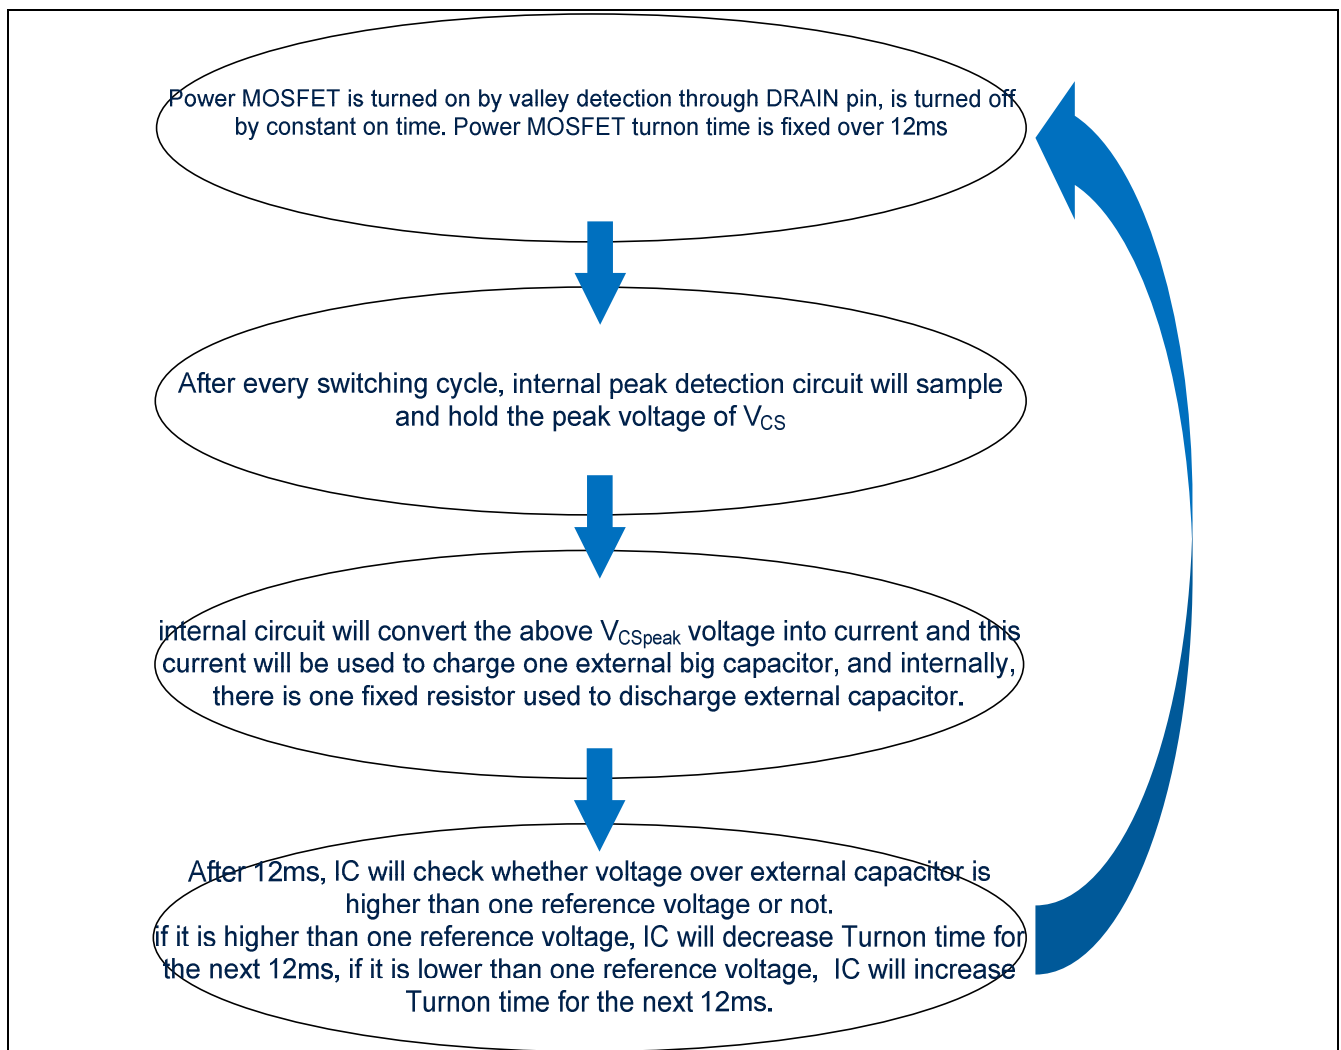 Power MOSFET is turned on by valley detection through DRAIN pin, is turned off
by constant on time. Power MOSFET turnon time is fixed over 12ms
After every switching cycle, internal peak detection circuit will sample
and hold the peak voltage of VCS
internal circuit will convert the above VCSpeak voltage into current and this
current will be used to charge one external big capacitor, and internally,
there is one fixed resistor used to discharge external capacitor.
After 12ms, IC will check whether voltage over external capacitor is
higher than one reference voltage or not.
if it is higher than one reference voltage, IC will decrease Turnon time for
the next 12ms, if it is lower than one reference voltage,  IC will increase
Turnon time for the next 12ms.